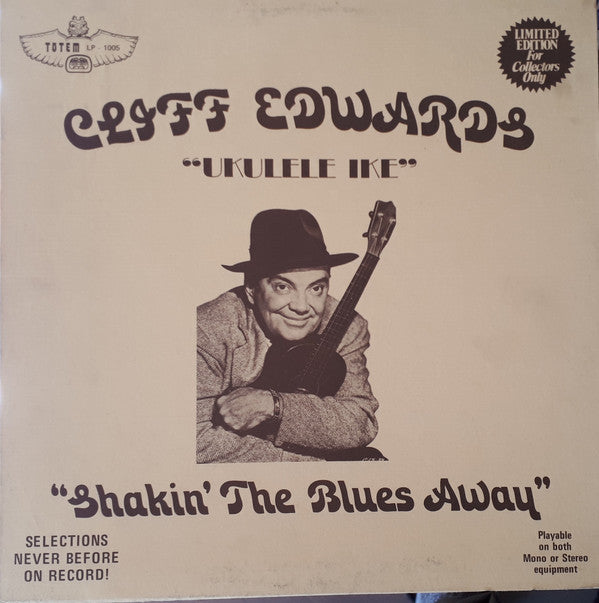 TOTEM LP - 1005
LIMITED
EDITION
For
Collectors
Only
CLIFF EDWARDS
“UKULELE IKE”
“Shakin' The Blues Away”
SELECTIONS
NEVER BEFORE
ON RECORD!
Playable
on both
Mono or Stereo
equipment